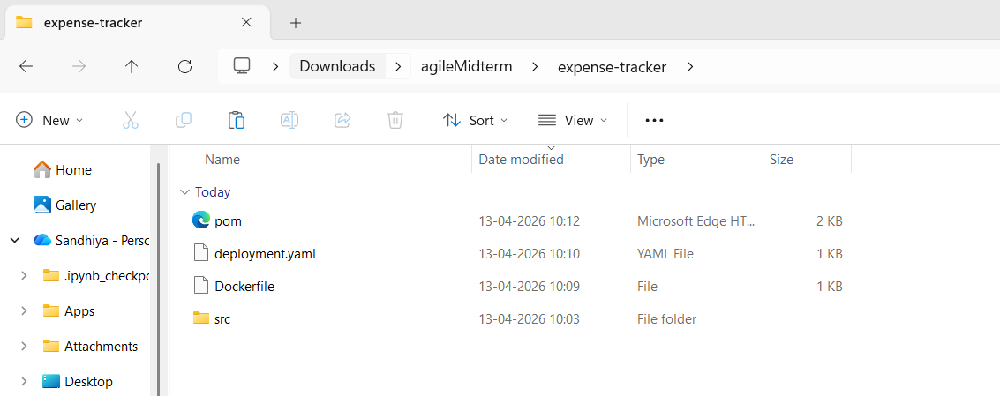 expense-tracker
Downloads agileMidterm expense-tracker
New Sort View
Name Date modified Type Size
Today
pom 13-04-2026 10:12 Microsoft Edge HT... 2 KB
deployment.yaml 13-04-2026 10:10 YAML File 1 KB
Dockerfile 13-04-2026 10:09 File 1 KB
src 13-04-2026 10:03 File folder
Home
Gallery
Sandhiya - Persc
.ipynb_checkpc
Apps
Attachments
Desktop